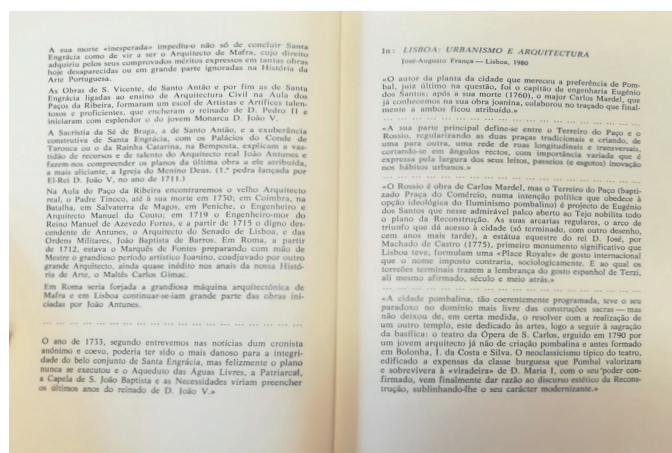 A sua morte «inesperada» impediu-o não só de concluir Santa
Engrácia como de vir a ser o Arquitecto de Mafra, cujo direito
adquiriu pelos seus comprovados méritos expressos em tantas obras
hoje desaparecidas ou em grande parte ignoradas na História da
Arte Portuguesa.
As Obras de S. Vicente, de Santo Antão e por fim as de Santa
Engrácia ligadas ao ensino de Arquitectura Civil na Aula dos
Paços da Ribeira, formaram um escol de Artistas e Artífices talen-
tosos e proficientes, que encheram o reinado de D. Pedro II e
iniciaram com esplendor o do jovem Monarca D. João V.
A Sacristia da Sé de Braga, a de Santo Antão, e a exuberância
construtiva de Santa Engrácia, com os Palácios do Conde de
Tarouca ou o da Rainha Catarina, na Bemposta, explicam a vas-
tidão de recursos e de talento do Arquitecto real João Antunes e
fazem-nos compreender os planos da última obra a ele atribuída,
a mais aliciante, a Igreja do Menino Deus. (1.ª pedra lançada por
El-Rei D. João V, no ano de 1711.)
Na Aula do Paço da Ribeira encontraremos o velho Arquitecto
real, o Padre Tinoco, até à sua morte em 1730; em Coimbra, na
Batalha, em Salvaterra de Magos, em Peniche, o Engenheiro e
Arquitecto Manuel do Couto; em 1719 o Engenheiro-mor do
Reino Manuel de Azevedo Fortes, e a partir de 1715 o digno des-
cendente de Antunes, o Arquitecto do Senado de Lisboa, e das
Ordens Militares, João Baptista de Barros. Em Roma, a partir
de 1712, estava o Marquês de Fontes preparando com mão de
Mestre o grandioso período artístico Joanino, coadjuvado por outro
grande Arquitecto, ainda quase inédito nos anais da nossa Histó-
ria de Arte, o Maltês Carlos Gimac.
Em Roma seria forjada a grandiosa máquina arquitectónica de
Mafra e em Lisboa continuar-se-iam grande parte das obras ini-
ciadas por João Antunes.
... ... ... ... ... ... ... ... ... ... ... ... ... ... ... ...
O ano de 1733, segundo entrevemos nas notícias dum cronista
anónimo e coevo, poderia ter sido o mais danoso para a integri-
dade do belo conjunto de Santa Engrácia, mas felizmente o plano
nunca se executou e o Aqueduto das Águas Livres, a Patriarcal,
a Capela de S. João Baptista e as Necessidades viriam preencher
os últimos anos do reinado de D. João V.»
In: LISBOA: URBANISMO E ARQUITECTURA
José-Augusto França — Lisboa, 1980
«O autor da planta da cidade que mereceu a preferência de Pom-
bal, juiz último na questão, foi o capitão de engenharia Eugénio
dos Santos; após a sua morte (1760), o major Carlos Mardel, que
já conhecemos na sua obra joanina, colaborou no traçado que final-
mente a ambos ficou atribuído.»
... ... ... ... ... ... ... ... ... ... ... ... ... ... ... ...
«A sua parte principal define-se entre o Terreiro do Paço e o
Rossio, regularizando as duas praças tradicionais e criando, de
uma para outra, uma rede de ruas longitudinais e transversais,
cortando-se em ângulos rectos, com importância variada que é
expressa pela largura dos seus leitos, passeios (e esgotos) inovação
nos hábitos urbanos.»
... ... ... ... ... ... ... ... ... ... ... ... ... ... ... ...
«O Rossio é obra de Carlos Mardel, mas o Terreiro do Paço (bapti-
zado Praça do Comércio, numa intenção política que obedece à
opção ideológica do Iluminismo pombalino) é projecto de Eugénio
dos Santos que nesse admirável palco aberto ao Tejo nobilita todo
o plano da Reconstrução. As suas arcarias regulares, o arco de
triunfo que dá acesso à cidade (só terminado, com outro desenho,
cem anos mais tarde), a estátua equestre do rei D. José, por
Machado de Castro (1775), primeiro monumento significativo que
Lisboa teve, formulam uma «Place Royale» de gosto internacional
que o nome imposto contraria, sociologicamente. E ao qual os
torreões terminais trazem a lembrança do gosto espanhol de Terzi,
ali mesmo afirmado, século e meio atrás.»
... ... ... ... ... ... ... ... ... ... ... ... ... ... ... ...
«A cidade pombalina, tão coerentemente programada, teve o seu
paradoxo no domínio mais livre das construções sacras — mas
não deixou de, em certa medida, o resolver com a realização de
um outro templo, este dedicado às artes, logo a seguir à sagração
da basílica: o teatro da Ópera de S. Carlos, erguido em 1790 por
um jovem arquitecto já não de criação pombalina e antes formado
em Bolonha, J. da Costa e Silva. O neoclassicismo típico do teatro,
edificado a expensas da classe burguesa que Pombal valorizara
e sobrevivera à «viradeira» de D. Maria I, com o seu poder con-
firmado, vem finalmente dar razão ao discurso estético da Recons-
trução, sublinhando-lhe o seu carácter modernizante.»